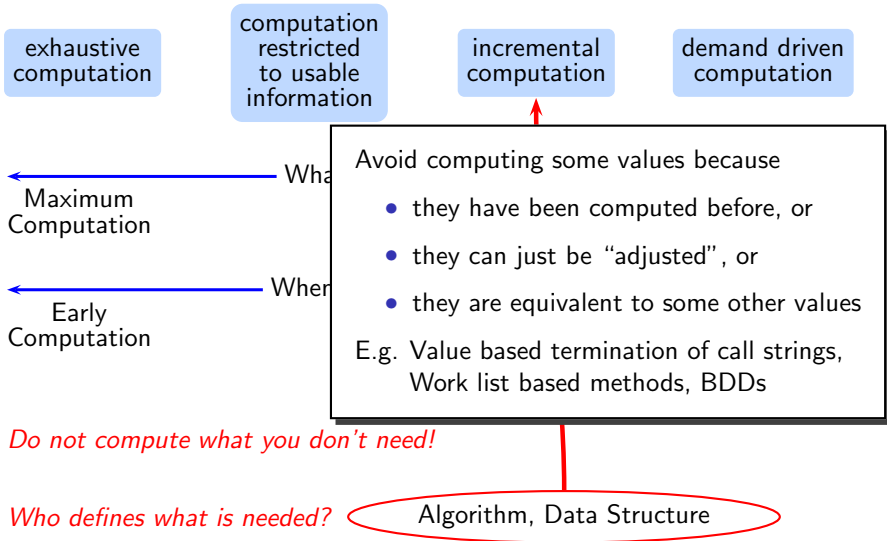 exhaustive
computation
computation
restricted
to usable
information
incremental
computation
demand driven
computation
Maximum
Computation
Early
Computation
When
Avoid computing some values because
• they have been computed before, or
• they can just be “adjusted”, or
• they are equivalent to some other values
E.g. Value based termination of call strings,
Work list based methods, BDDs
Do not compute what you don't need!
Who defines what is needed?
Algorithm, Data Structure